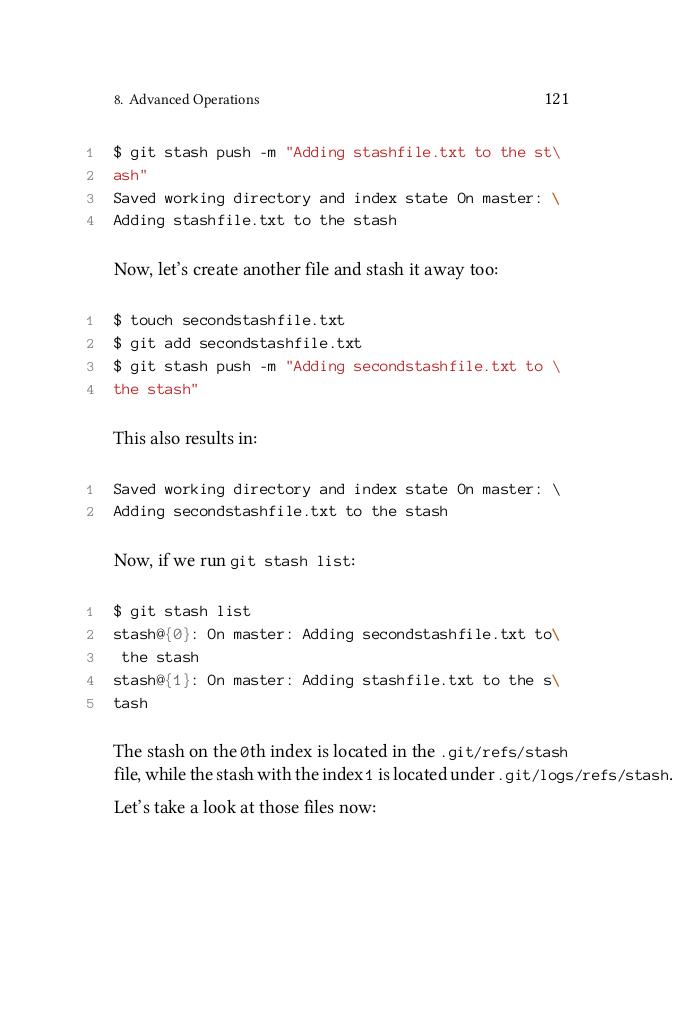 8. Advanced Operations 121
1 $ git stash push -m "Adding stashfile.txt to the st\
2 ash"
3 Saved working directory and index state On master: \
4 Adding stashfile.txt to the stash
Now, let's create another file and stash it away too:
1 $ touch secondstashfile.txt
2 $ git add secondstashfile.txt
3 $ git stash push -m "Adding secondstashfile.txt to \
4 the stash"
This also results in:
1 Saved working directory and index state On master: \
2 Adding secondstashfile.txt to the stash
Now, if we run git stash list:
1 $ git stash list
2 stash@{0}: On master: Adding secondstashfile.txt to\
3  the stash
4 stash@{1}: On master: Adding stashfile.txt to the s\
5 tash
The stash on the 0th index is located in the .git/refs/stash
file, while the stash with the index 1 is located under .git/logs/refs/stash.
Let's take a look at those files now: